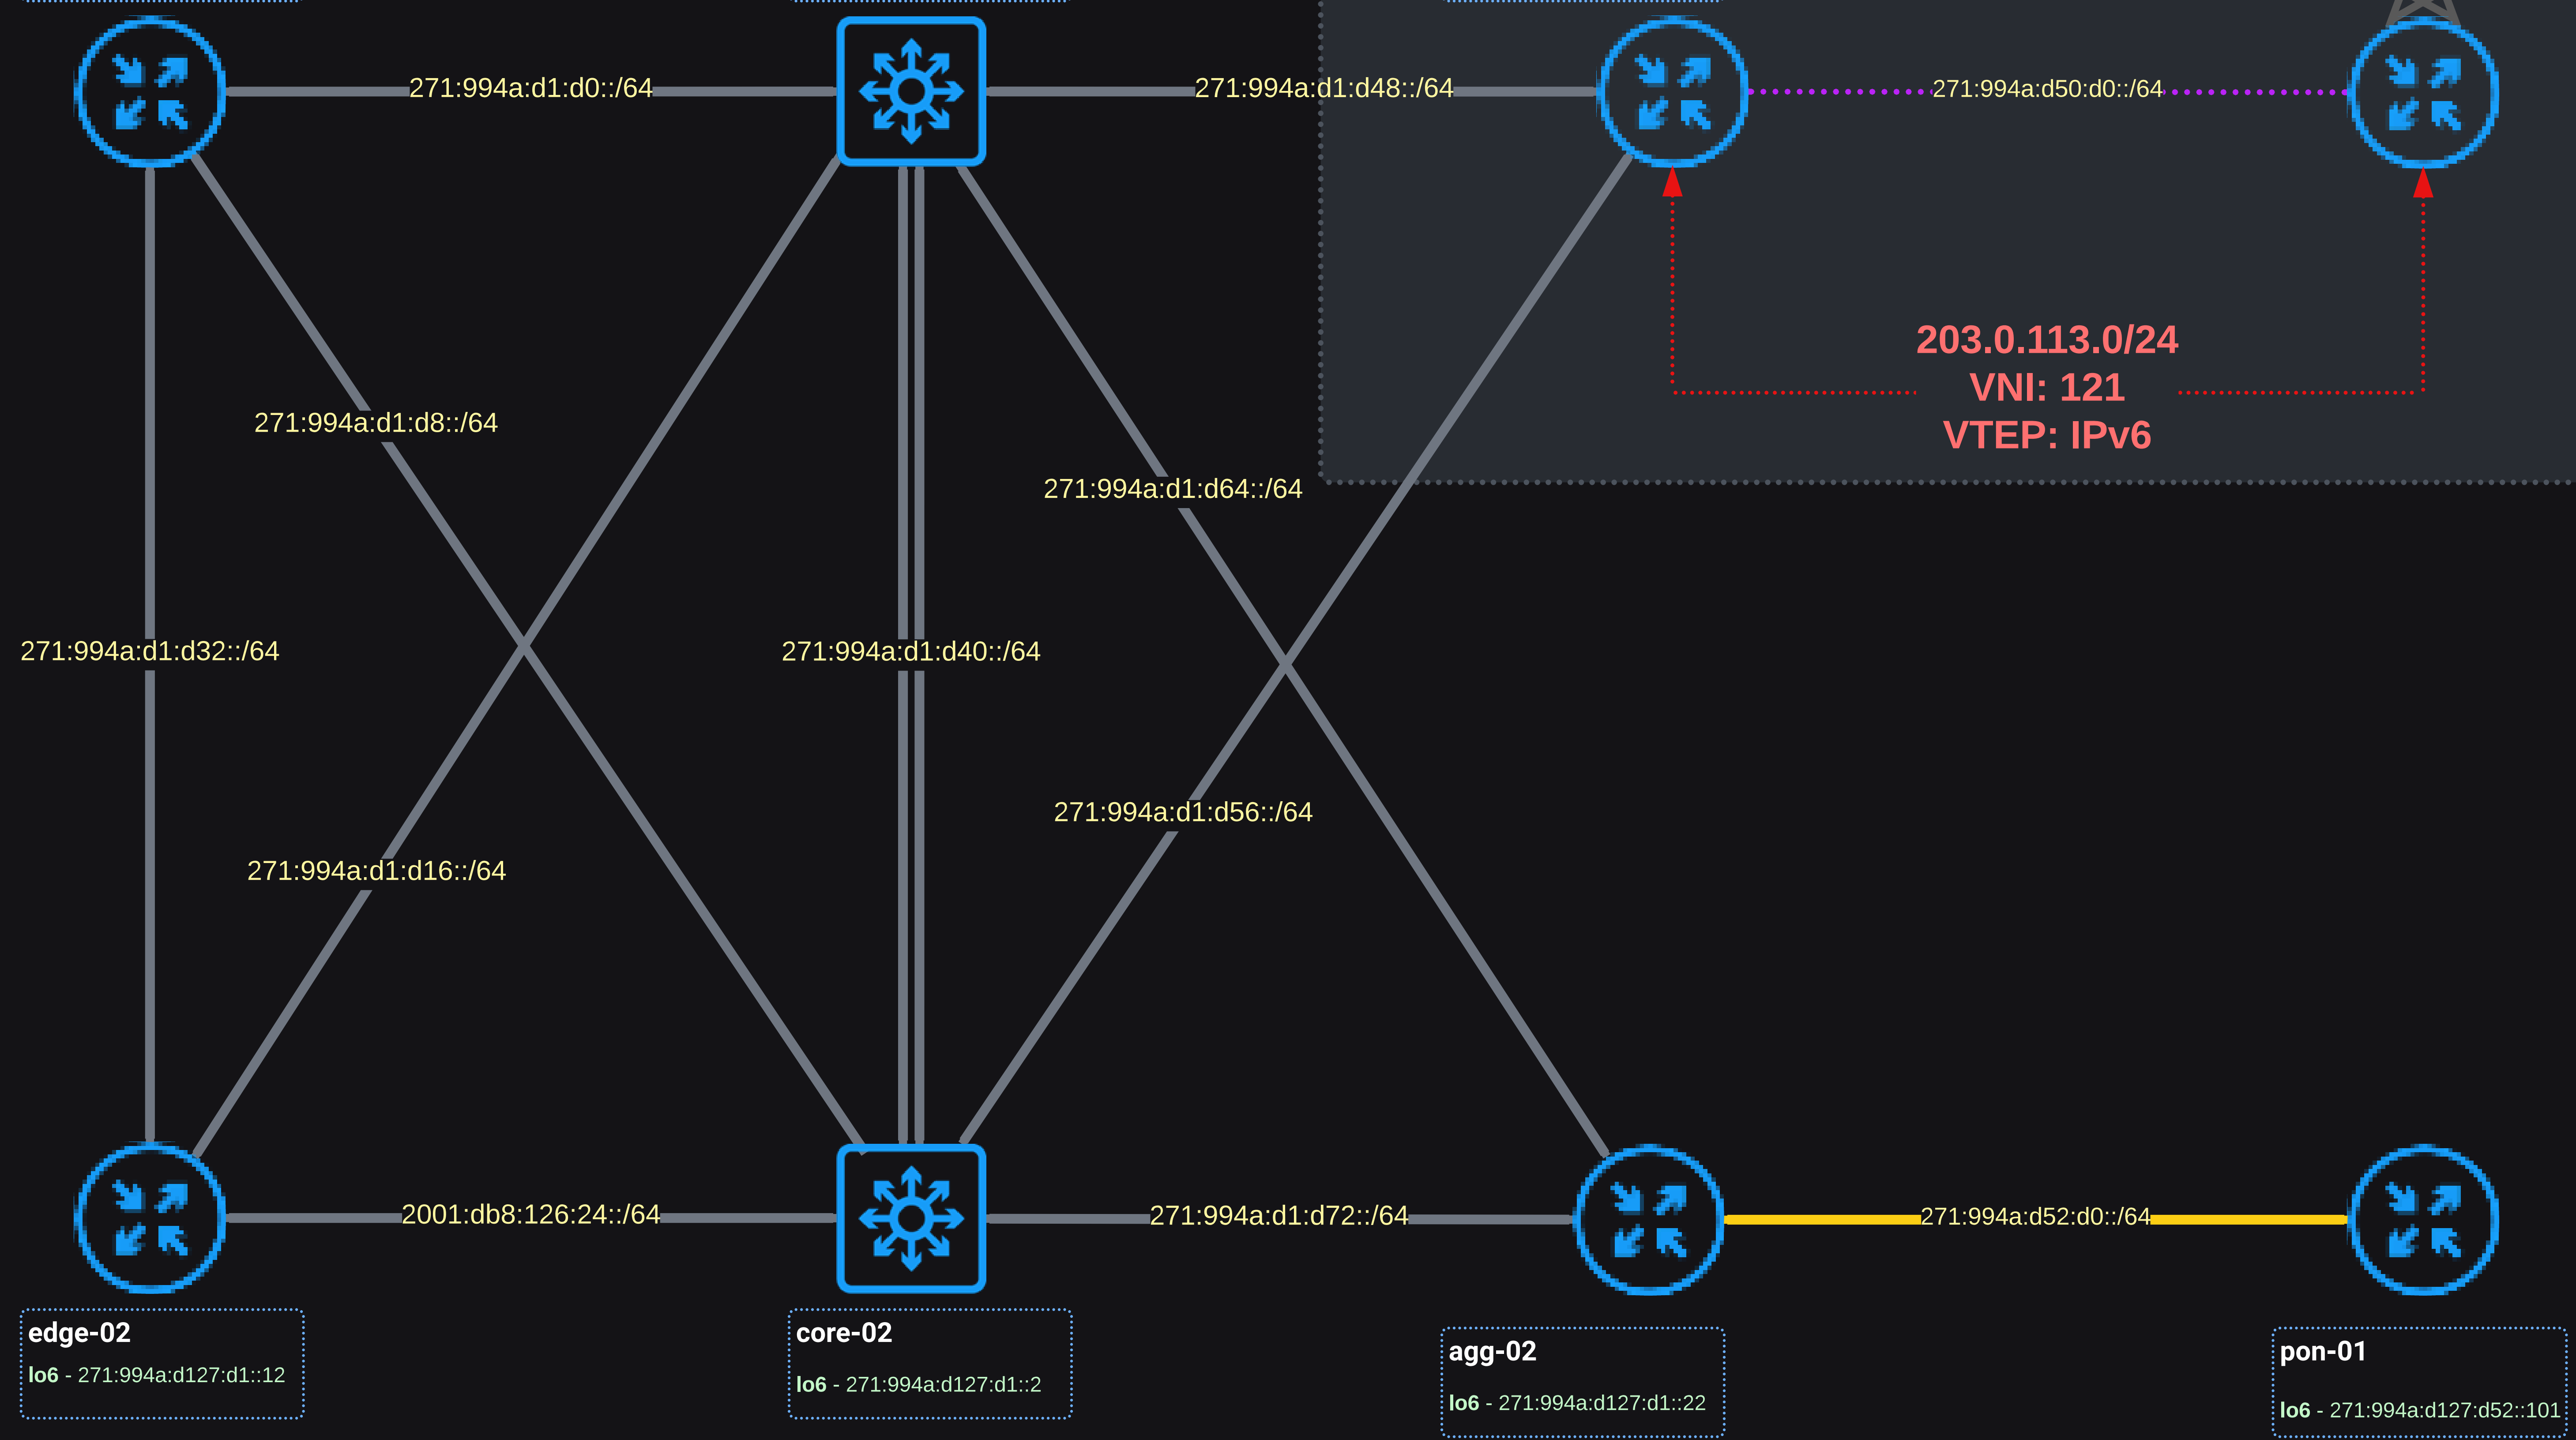 271:994a:d1:d0::/64
271:994a:d1:d48::/64
271:994a:d50:d0::/64
203.0.113.0/24
VNI: 121
VTEP: IPv6
271:994a:d1:d8::/64
271:994a:d1:d64::/64
271:994a:d1:d32::/64
271:994a:d1:d40::/64
271:994a:d1:d56::/64
271:994a:d1:d16::/64
2001:db8:126:24::/64
271:994a:d1:d72::/64
271:994a:d52:d0::/64
edge-02
lo6 - 271:994a:d127:d1::12
core-02
lo6 - 271:994a:d127:d1::2
agg-02
lo6 - 271:994a:d127:d1::22
pon-01
lo6 - 271:994a:d127:d52::101